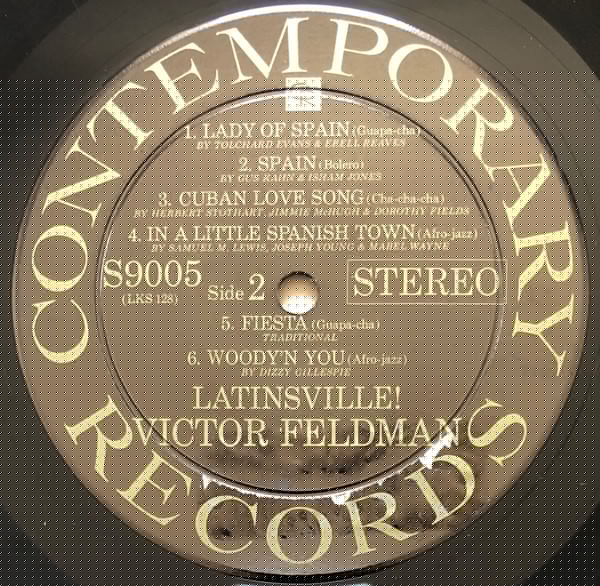 CONTEMPORARY
1. LADY OF SPAIN (Guapa-cha)
BY TOLCHARD EVANS & ERELL REAVES
2. SPAIN (Bolero)
BY GUS KAHN & ISHAM JONES
3. CUBAN LOVE SONG (Cha-cha-cha)
BY HERBERT STOTHART, JIMMIE McHUGH & DOROTHY FIELDS
4. IN A LITTLE SPANISH TOWN (Afro-jazz)
BY SAMUEL M. LEWIS, JOSEPH YOUNG & MABEL WAYNE
S9005
(LKS 128)
Side 2
STEREO
5. FIESTA (Guapa-cha)
TRADITIONAL
6. WOODY'N YOU (Afro-jazz)
BY DIZZY GILLESPIE
LATINSVILLE!
VICTOR FELDMAN
RECORDS